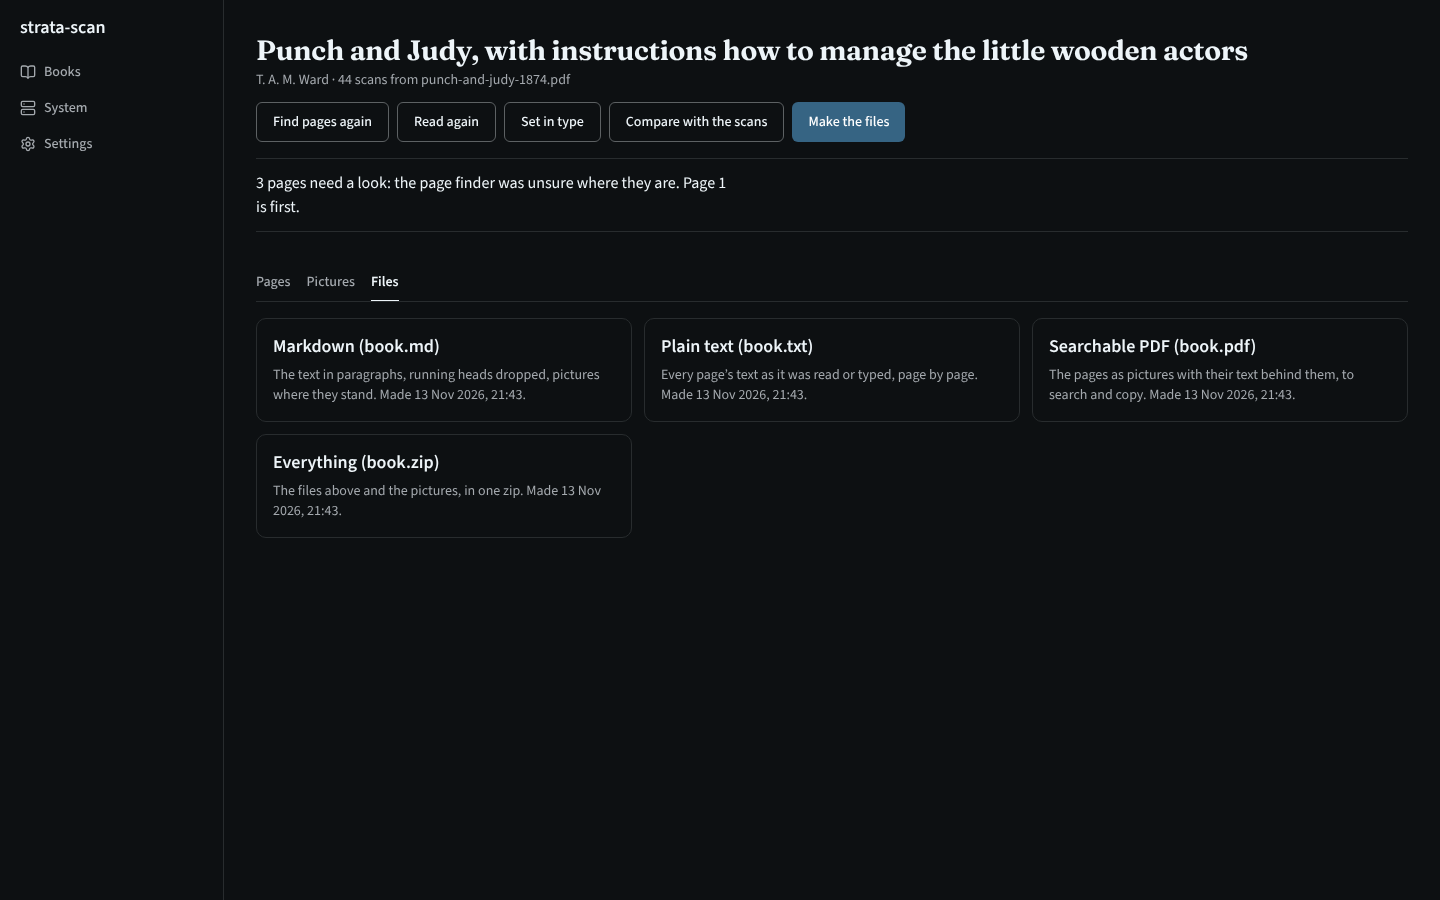 strata-scan
Books
System
Settings
Punch and Judy, with instructions how to manage the little wooden actors
T. A. M. Ward · 44 scans from punch-and-judy-1874.pdf
Find pages again
Read again
Set in type
Compare with the scans
Make the files
3 pages need a look: the page finder was unsure where they are. Page 1
is first.
Pages
Pictures
Files
Markdown (book.md)
The text in paragraphs, running heads dropped, pictures
where they stand. Made 13 Nov 2026, 21:43.
Plain text (book.txt)
Every page’s text as it was read or typed, page by page.
Made 13 Nov 2026, 21:43.
Searchable PDF (book.pdf)
The pages as pictures with their text behind them, to
search and copy. Made 13 Nov 2026, 21:43.
Everything (book.zip)
The files above and the pictures, in one zip. Made 13 Nov
2026, 21:43.